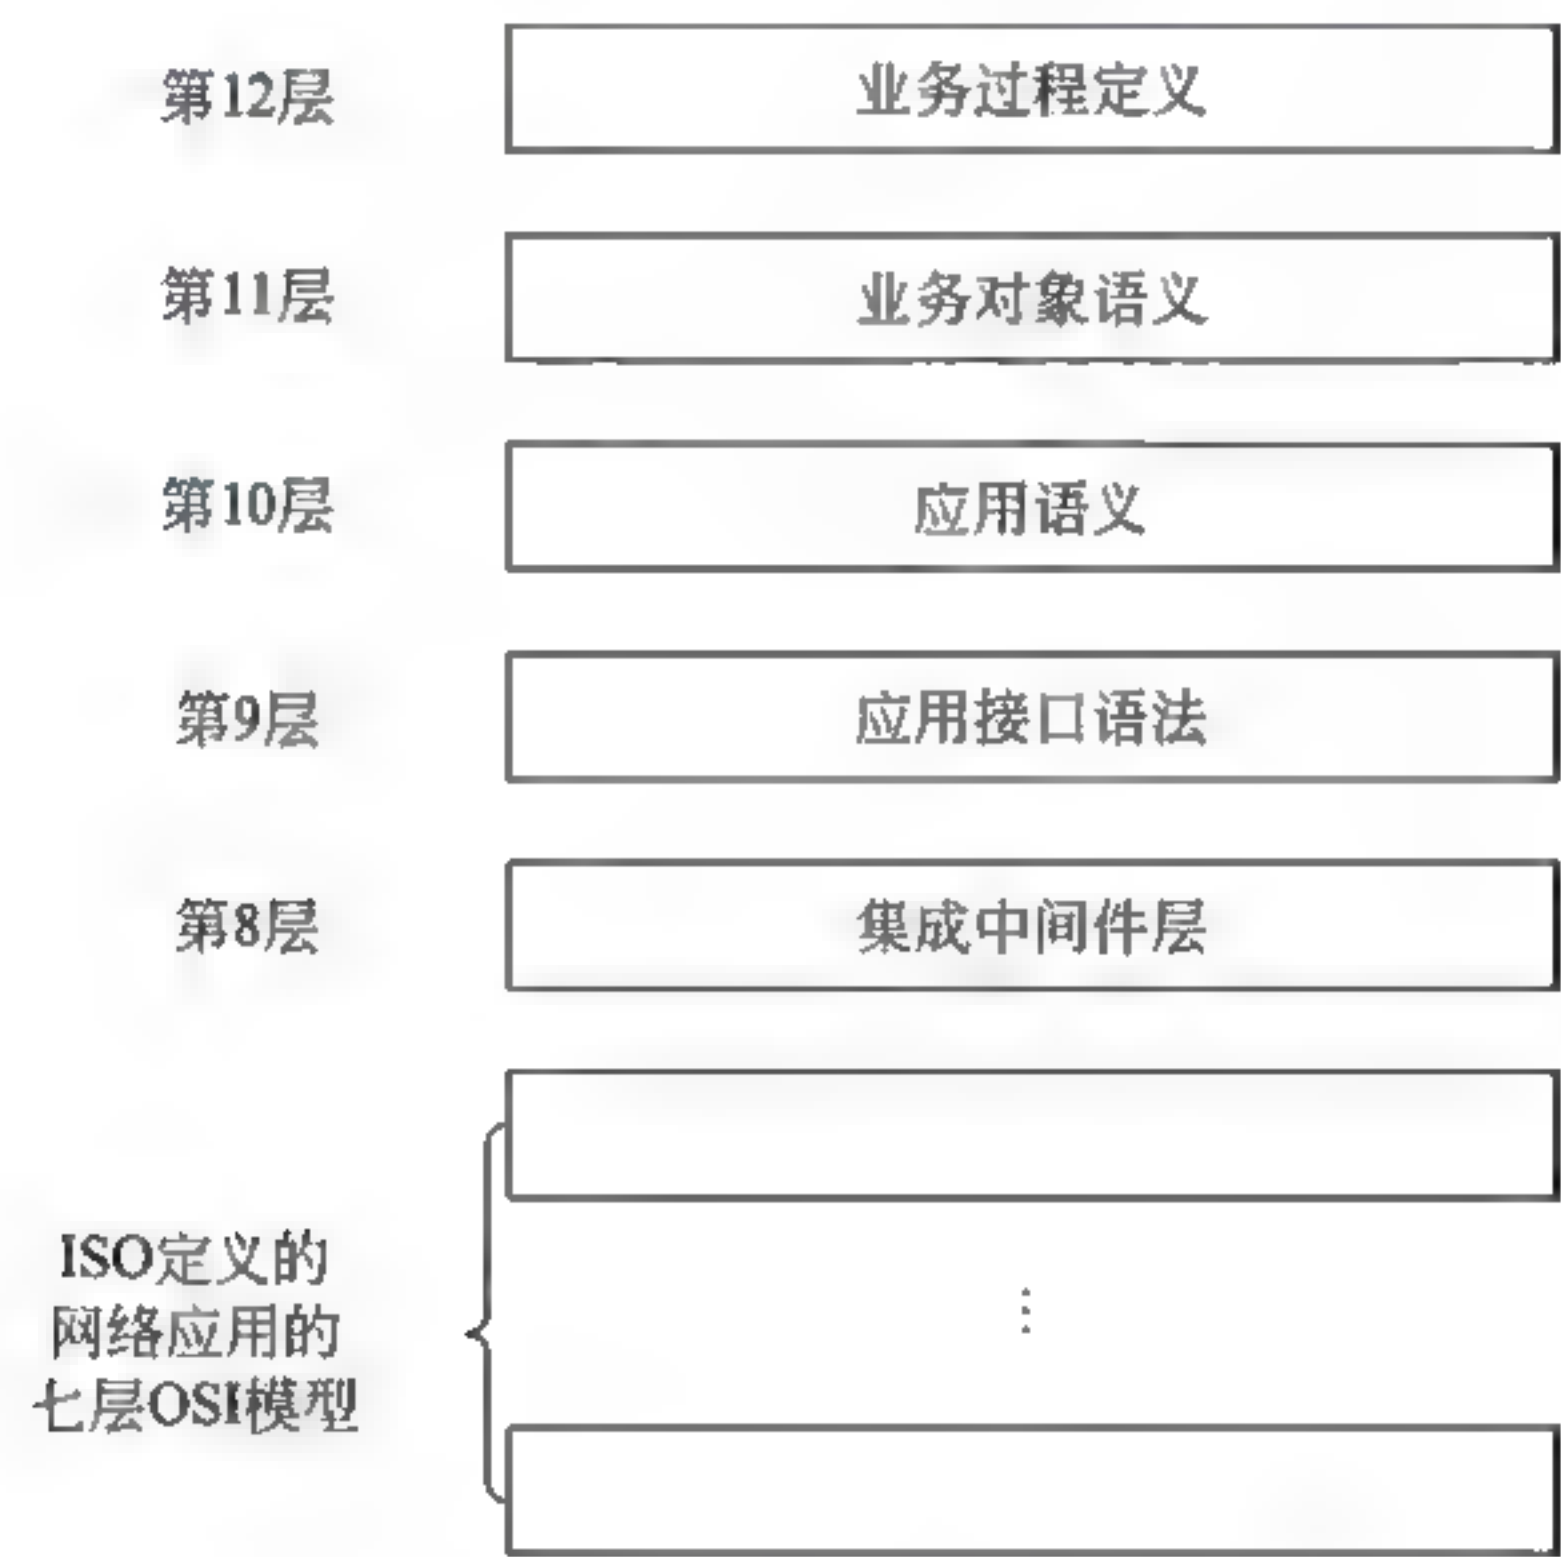 第12层
业务过程定义
第11层
业务对象语义
第10层
应用语义
第9层
应用接口语法
第8层
集成中间件层
ISO定义的
网络应用的
七层OSI模型
⋮